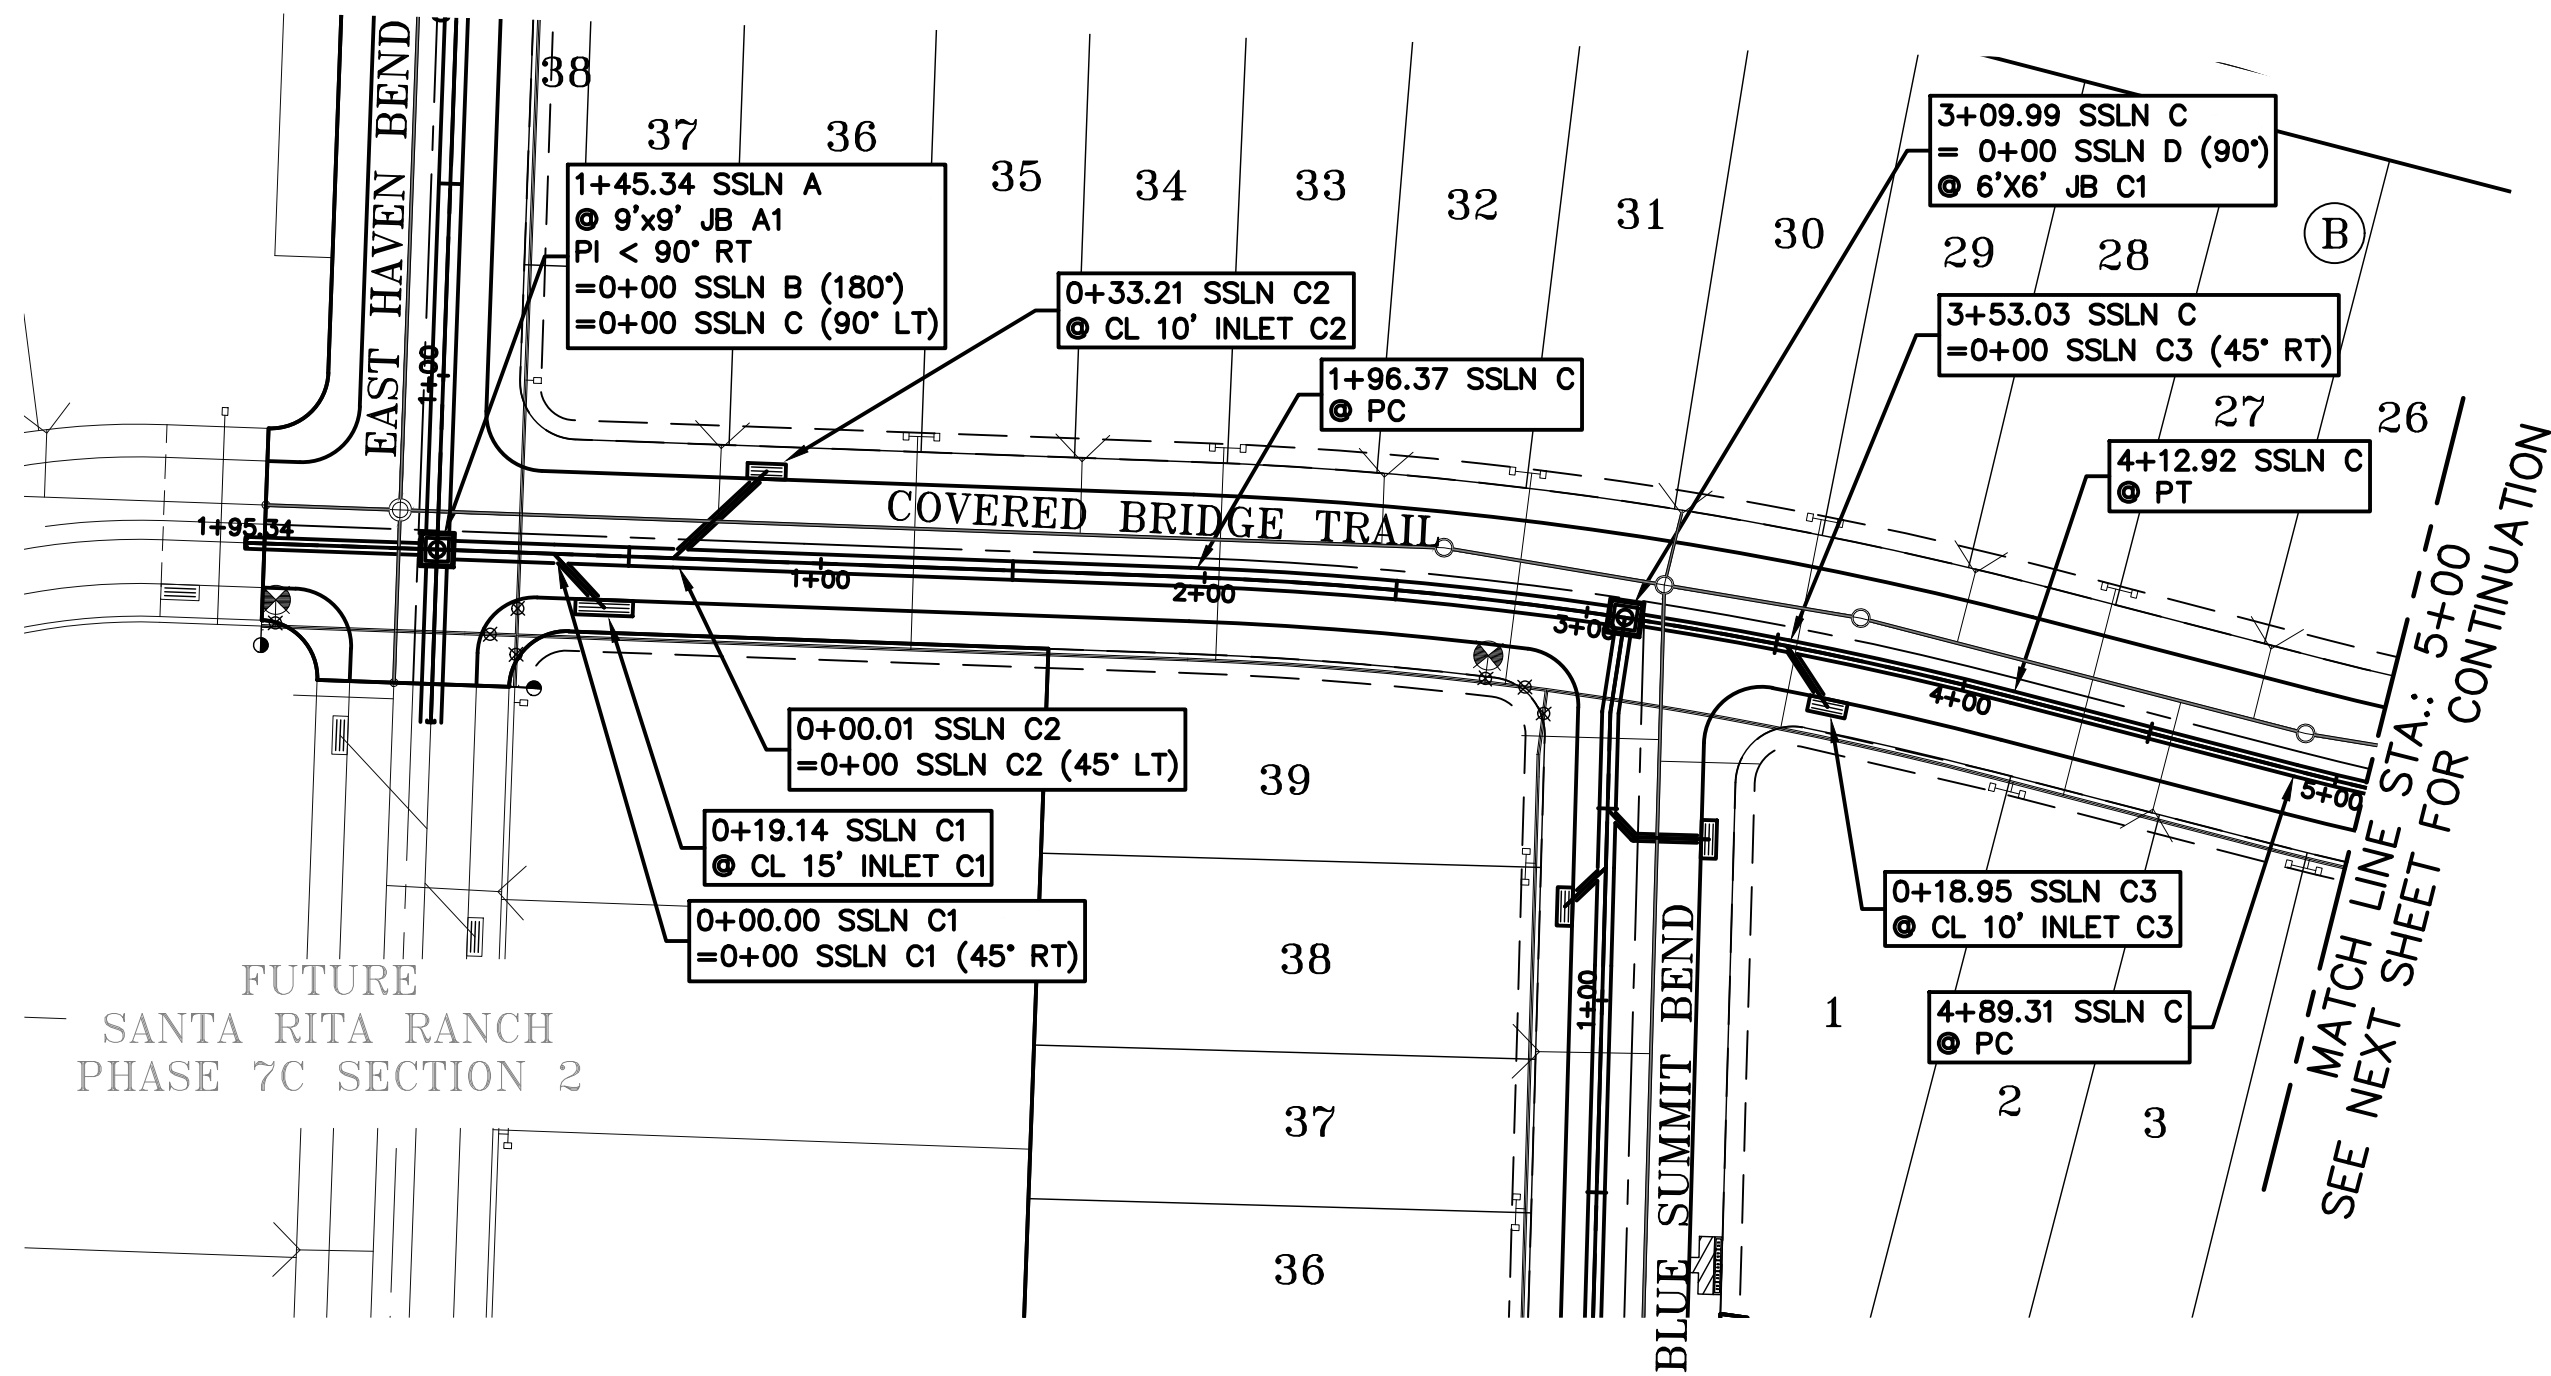 EAST HAVEN BEND
38
37
36
35
34
33
32
31
30
29
28
B
27
26
1+45.34 SSLN A
@ 9'x9' JB A1
PI < 90° RT
=0+00 SSLN B (180°)
=0+00 SSLN C (90° LT)
0+33.21 SSLN C2
@ CL 10' INLET C2
1+96.37 SSLN C
@ PC
3+09.99 SSLN C
= 0+00 SSLN D (90°)
@ 6'X6' JB C1
3+53.03 SSLN C
=0+00 SSLN C3 (45° RT)
4+12.92 SSLN C
@ PT
1+00
1+95.34
COVERED BRIDGE TRAIL
1+00
2+00
3+00
4+00
5+00
MATCH LINE STA.: 5+00
SEE NEXT SHEET FOR CONTINUATION
0+00.01 SSLN C2
=0+00 SSLN C2 (45° LT)
0+19.14 SSLN C1
@ CL 15' INLET C1
0+00.00 SSLN C1
=0+00 SSLN C1 (45° RT)
0+18.95 SSLN C3
@ CL 10' INLET C3
4+89.31 SSLN C
@ PC
39
38
37
36
1+00
BLUE SUMMIT BEND
1
2
3
FUTURE
SANTA RITA RANCH
PHASE 7C SECTION 2